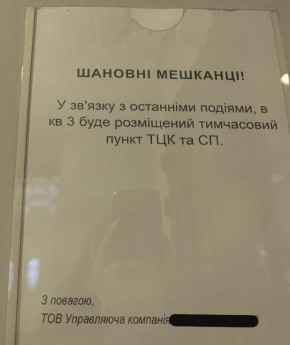 ШАНОВНІ МЕШКАНЦІ!
У зв'язку з останніми подіями, в
кв 3 буде розміщений тимчасовий
пункт ТЦК та СП.
З повагою,
ТОВ Управляюча компанія